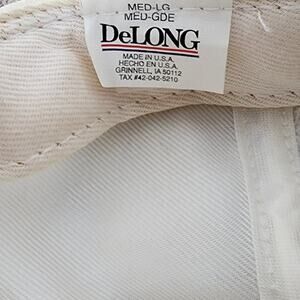 MED-LG
MED-GDE
DeLONG
MADE IN U.S.A.
HECHO EN U.S.A.
GRINNELL, IA 50112
TAX #42-042-5210